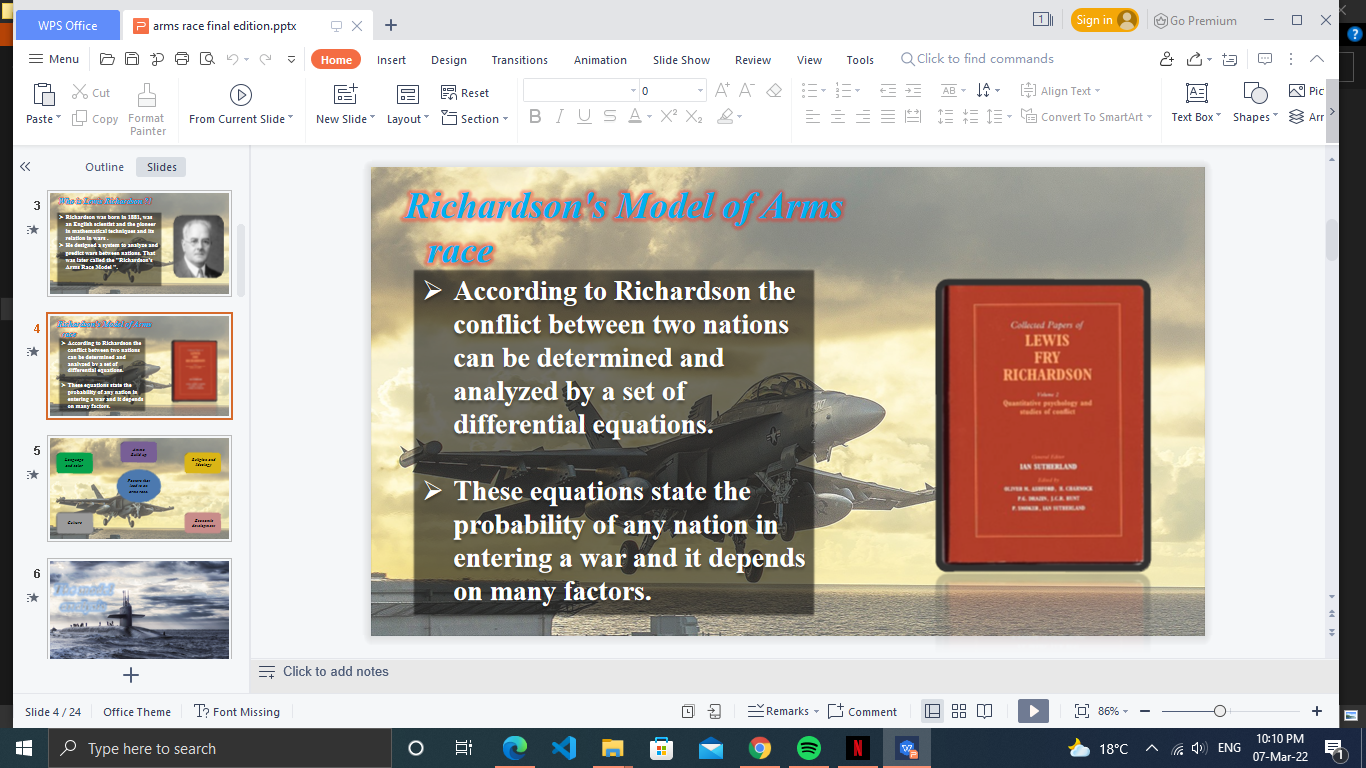 WPS Office
arms race final edition.pptx
1
Sign in
Go Premium
Menu
Home
Insert
Design
Transitions
Animation
Slide Show
Review
View
Tools
Click to find commands
Paste
Cut
Copy
Format
Painter
From Current Slide
New Slide
Layout
Reset
Section
0
B I U S A X² X₂
AB
Align Text
Convert To SmartArt
Text Box
Shapes
Pic
Arr
Outline
Slides
3
Who is Lewis Richardson ?!
Richardson was born in 1881, was
an English scientist and the pioneer
in mathematical techniques and its
relation in wars .
He designed a system to analyze and
predict wars between nations. That
was later called the "Richardson's
Arms Race Model ".
4
Richardson's Model of Arms
race
According to Richardson the
conflict between two nations
can be determined and
analyzed by a set of
differential equations.
These equations state the
probability of any nation in
entering a war and it depends
on many factors.
5
Language
and color
Arms
Build up
Religion and
Ideology
Factors that
lead to an
arms race
Culture
Economic
development
6
Richardson's Model of Arms
race
➢ According to Richardson the
conflict between two nations
can be determined and
analyzed by a set of
differential equations.
➢ These equations state the
probability of any nation in
entering a war and it depends
on many factors.
Collected Papers of
LEWIS
FRY
RICHARDSON
Volume 2
Quantitative psychology and
studies of conflict
General Editor
IAN SUTHERLAND
Edited by
OLIVER M. ASHFORD, H. CHARNOCK
P.G. DRAZIN, J.C.R. HUNT
P. SMOKER, IAN SUTHERLAND
Click to add notes
Slide 4 / 24
Office Theme
Font Missing
Remarks
Comment
86%
Type here to search
18°C
ENG
10:10 PM
07-Mar-22
1